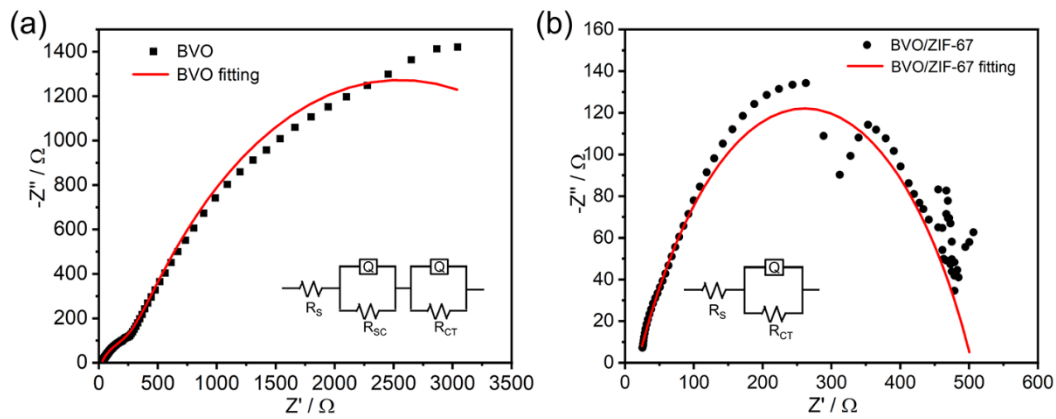 (a)
BVO
BVO fitting
-Z'' / Ω
1400
1200
1000
800
600
400
200
0
0 500 1000 1500 2000 2500 3000 3500
Z' / Ω
R_S
Q
R_SC
Q
R_CT
(b)
BVO/ZIF-67
BVO/ZIF-67 fitting
-Z'' / Ω
160
140
120
100
80
60
40
20
0
0 100 200 300 400 500 600
Z' / Ω
R_S
Q
R_CT